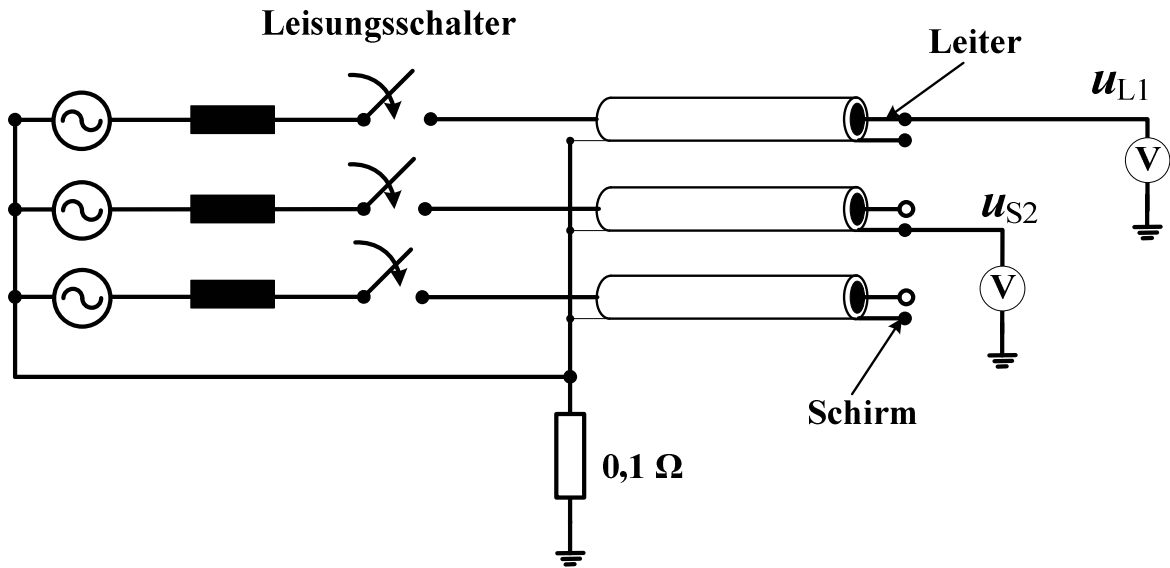 Leisungsschalter
Leiter
uL1
V
uS2
V
Schirm
0,1 Ω